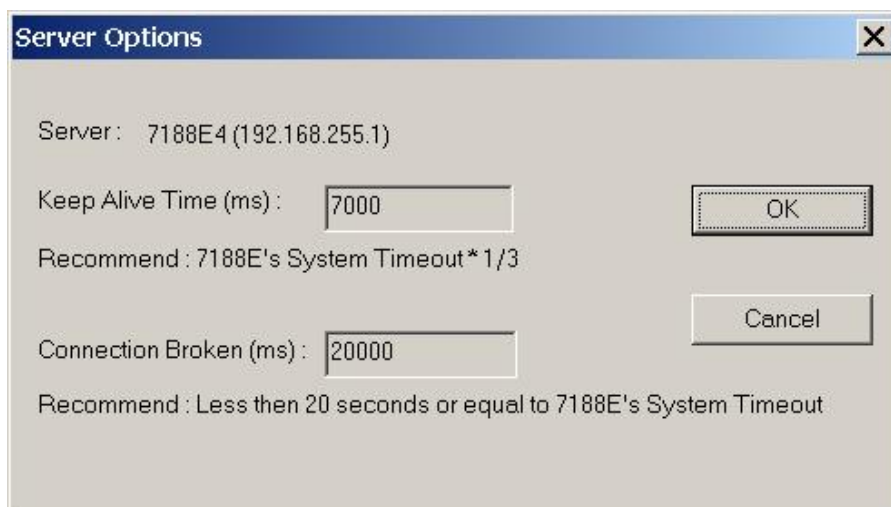 Server Options
Server : 7188E4 (192.168.255.1)
Keep Alive Time (ms) : 7000
OK
Recommend : 7188E's System Timeout * 1/3
Cancel
Connection Broken (ms) : 20000
Recommend : Less then 20 seconds or equal to 7188E's System Timeout